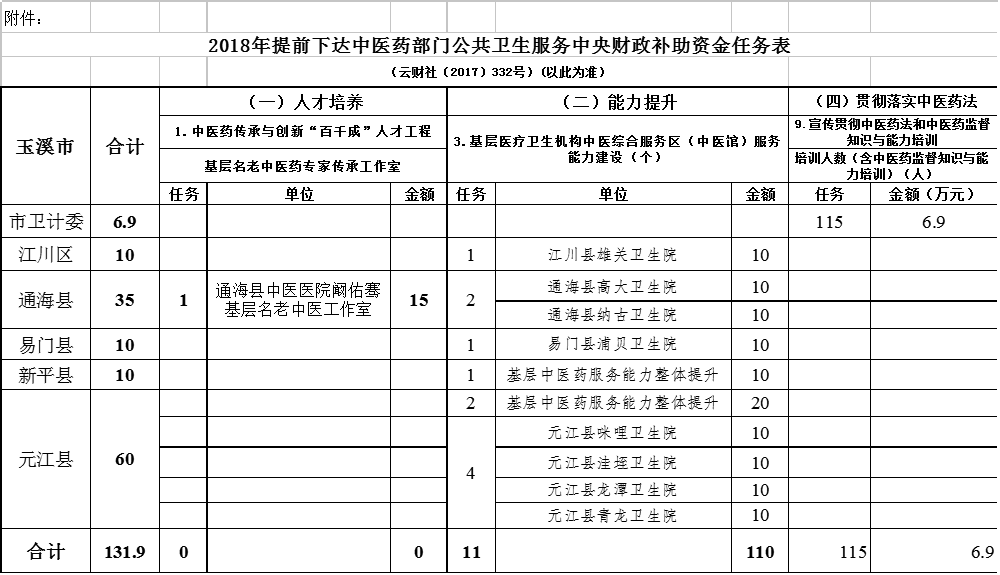 附件:
2018年提前下达中医药部门公共卫生服务中央财政补助资金任务表
(云财社(2017)332号)(以此为准)
玉溪市 合计 (一)人才培养 (二)能力提升 (四)贯彻落实中医药法
1.中医药传承与创新“百千成”人才工程 3.基层医疗卫生机构中医综合服务区(中医馆)服务 9.宣传贯彻中医药法和中医药监督
能力建设(个) 知识与能力培训
基层名老中医药专家传承工作室 培训人数(含中医药监督知识与能
力培训)(人)
任务 单位 金额 任务 单位 金额 任务 金额(万元)
市卫计委 6.9 115 6.9
江川区 10 1 江川县雄关卫生院 10
通海县 35 1 通海县中医医院阚佑骞 15 2 通海县高大卫生院 10
基层名老中医工作室 通海县纳古卫生院 10
易门县 10 1 易门县浦贝卫生院 10
新平县 10 1 基层中医药服务能力整体提升 10
元江县 60 2 基层中医药服务能力整体提升 20
4 元江县咪哩卫生院 10
元江县洼垤卫生院 10
元江县龙潭卫生院 10
元江县青龙卫生院 10
合计 131.9 0 0 11 110 115 6.9